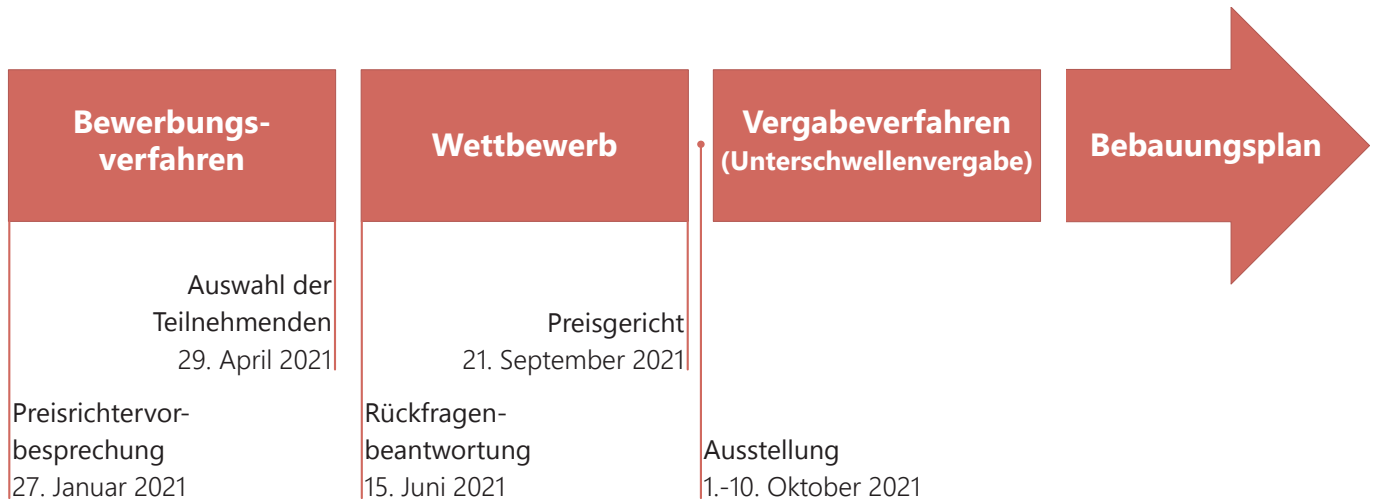 Bewerbungs-
verfahren
Wettbewerb
Vergabeverfahren
(Unterschwellenvergabe)
Bebauungsplan
Auswahl der
Teilnehmenden
29. April 2021
Preisrichtervor-
besprechung
27. Januar 2021
Preisgericht
21. September 2021
Rückfragen-
beantwortung
15. Juni 2021
Ausstellung
1.-10. Oktober 2021